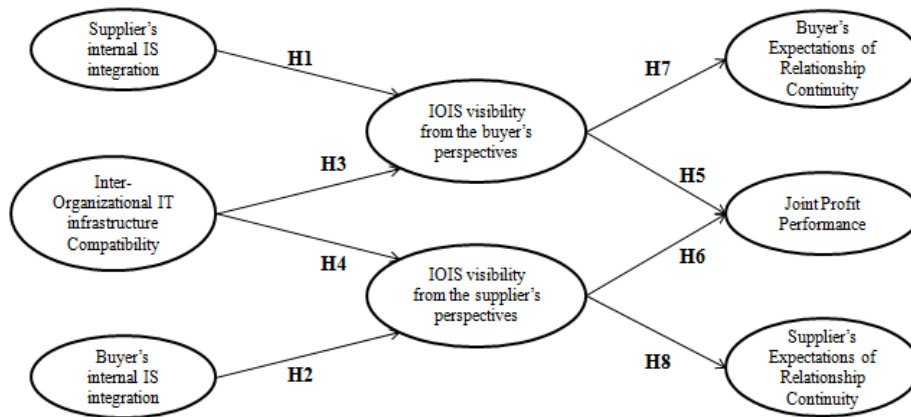 Supplier's
internal IS
integration
H1
IOIS visibility
from the buyer's
perspectives
H7
Buyer's
Expectations of
Relationship
Continuity
Inter-
Organizational IT
infrastructure
Compatibility
H3
H4
H5
Joint Profit
Performance
H6
IOIS visibility
from the supplier's
perspectives
Buyer's
internal IS
integration
H2
H8
Supplier's
Expectations of
Relationship
Continuity